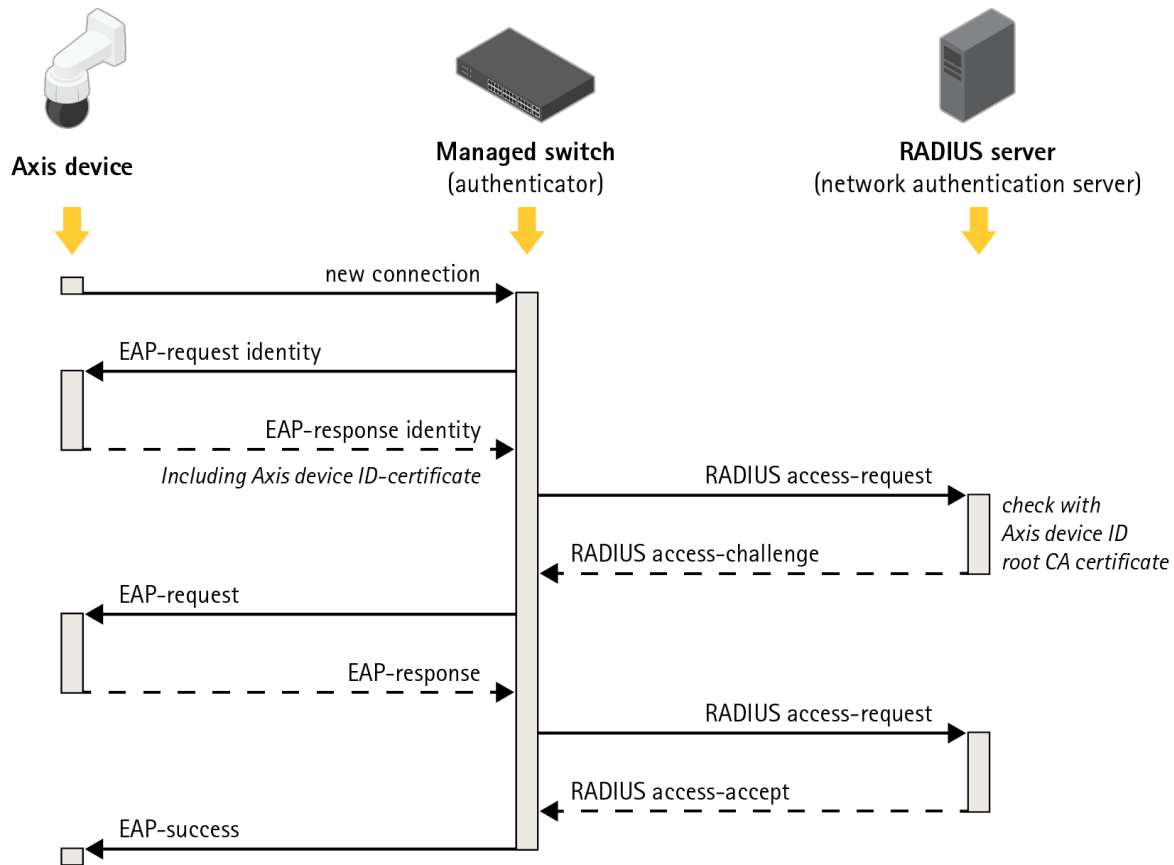 Axis device
Managed switch
(authenticator)
RADIUS server
(network authentication server)
new connection
EAP-request identity
EAP-response identity
Including Axis device ID-certificate
RADIUS access-request
check with
Axis device ID
root CA certificate
RADIUS access-challenge
EAP-request
EAP-response
RADIUS access-request
RADIUS access-accept
EAP-success